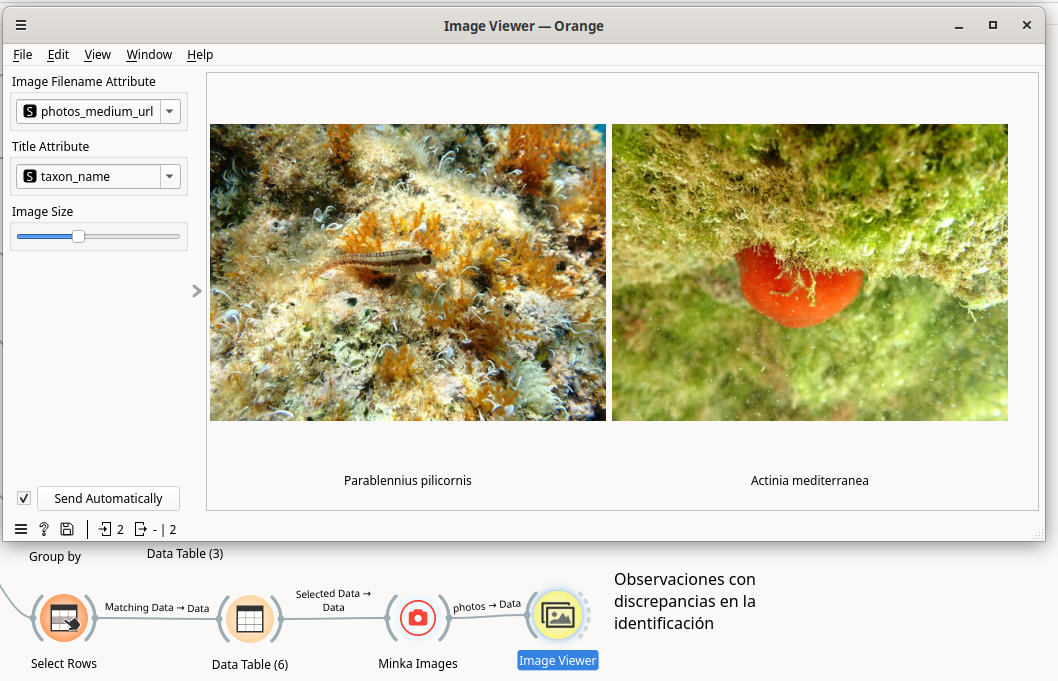 Image Viewer — Orange
File Edit View Window Help
Image Filename Attribute
S photos_medium_url
Title Attribute
S taxon_name
Image Size
Parablennius pilicornis
Actinia mediterranea
Send Automatically
? 2 - | 2
Group by
Data Table (3)
Matching Data → Data
Selected Data →
Data
photos → Data
Select Rows
Data Table (6)
Minka Images
Image Viewer
Observaciones con
discrepancias en la
identificación